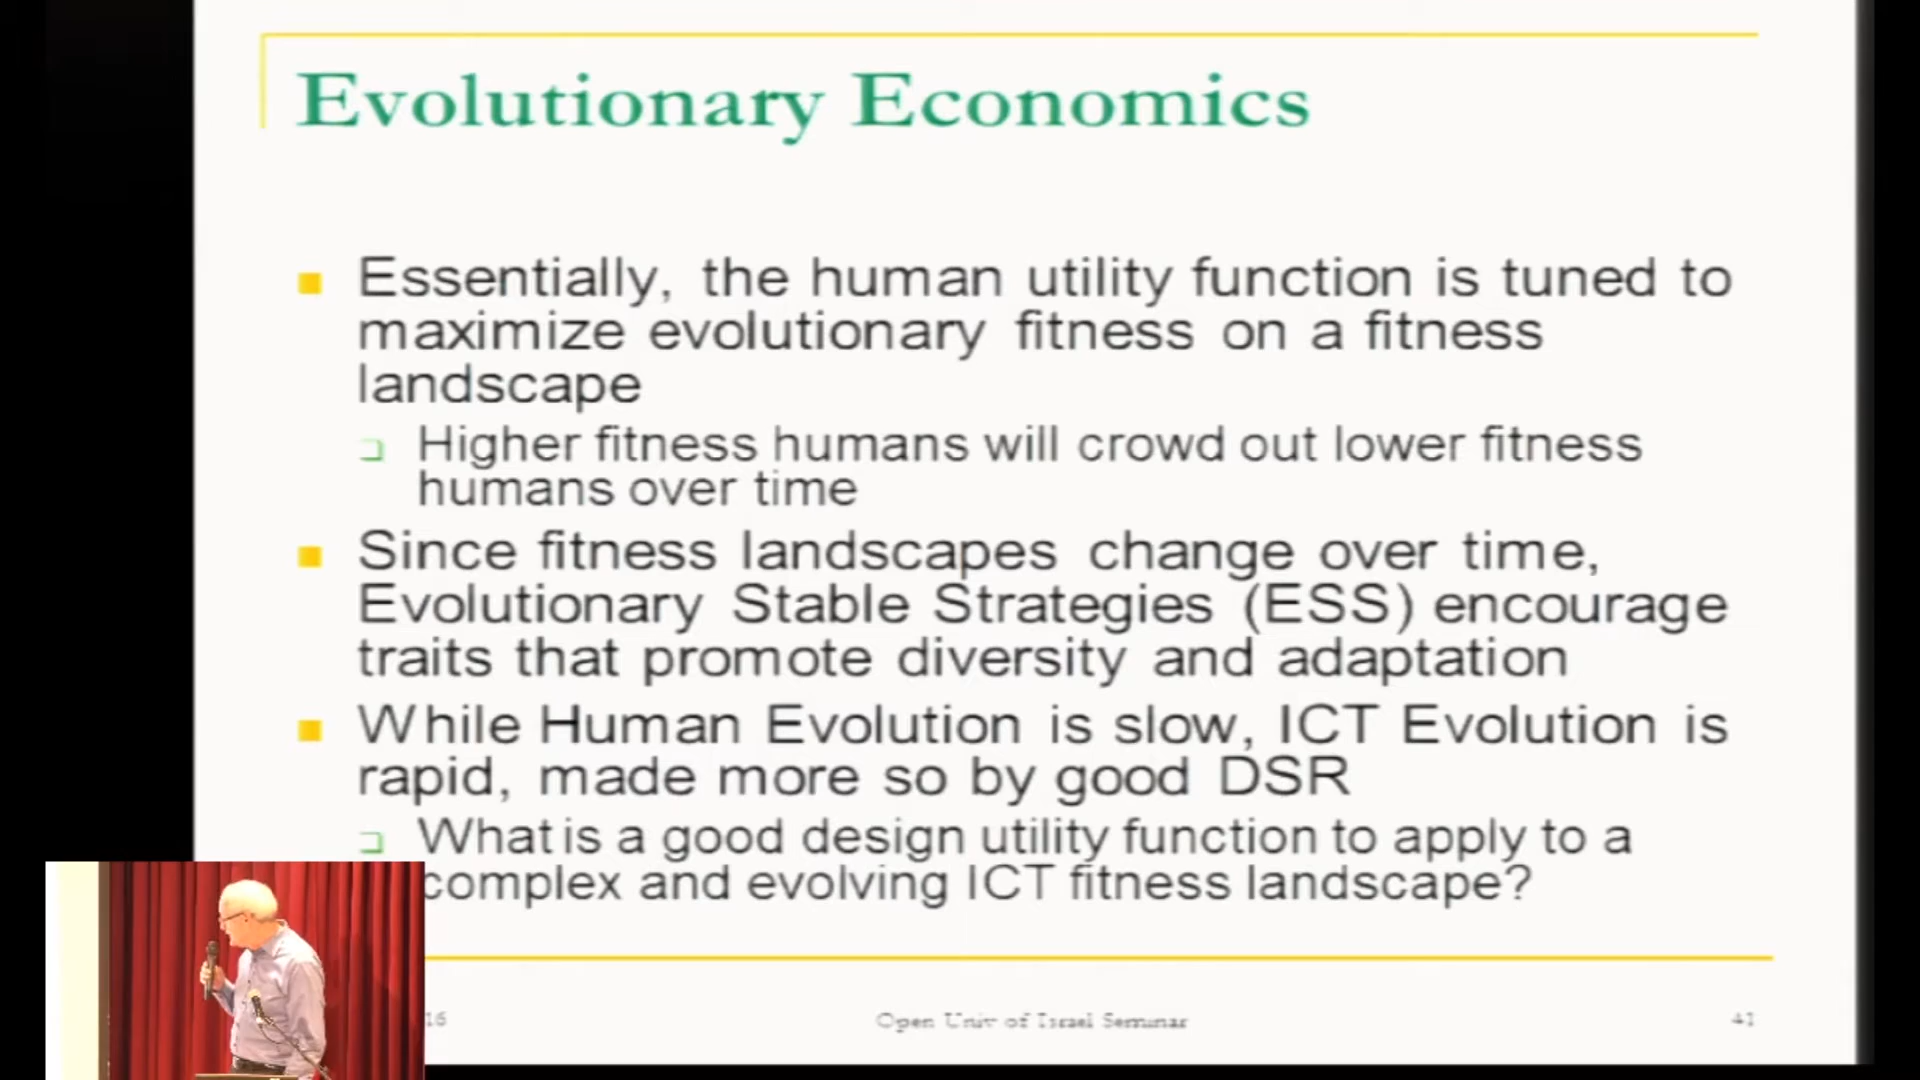 Evolutionary Economics
Essentially, the human utility function is tuned to
maximize evolutionary fitness on a fitness
landscape
Higher fitness humans will crowd out lower fitness
humans over time
Since fitness landscapes change over time,
Evolutionary Stable Strategies (ESS) encourage
traits that promote diversity and adaptation
While Human Evolution is slow, ICT Evolution is
rapid, made more so by good DSR
What is a good design utility function to apply to a
complex and evolving ICT fitness landscape?
16
Open Univ of Israel Seminar
41